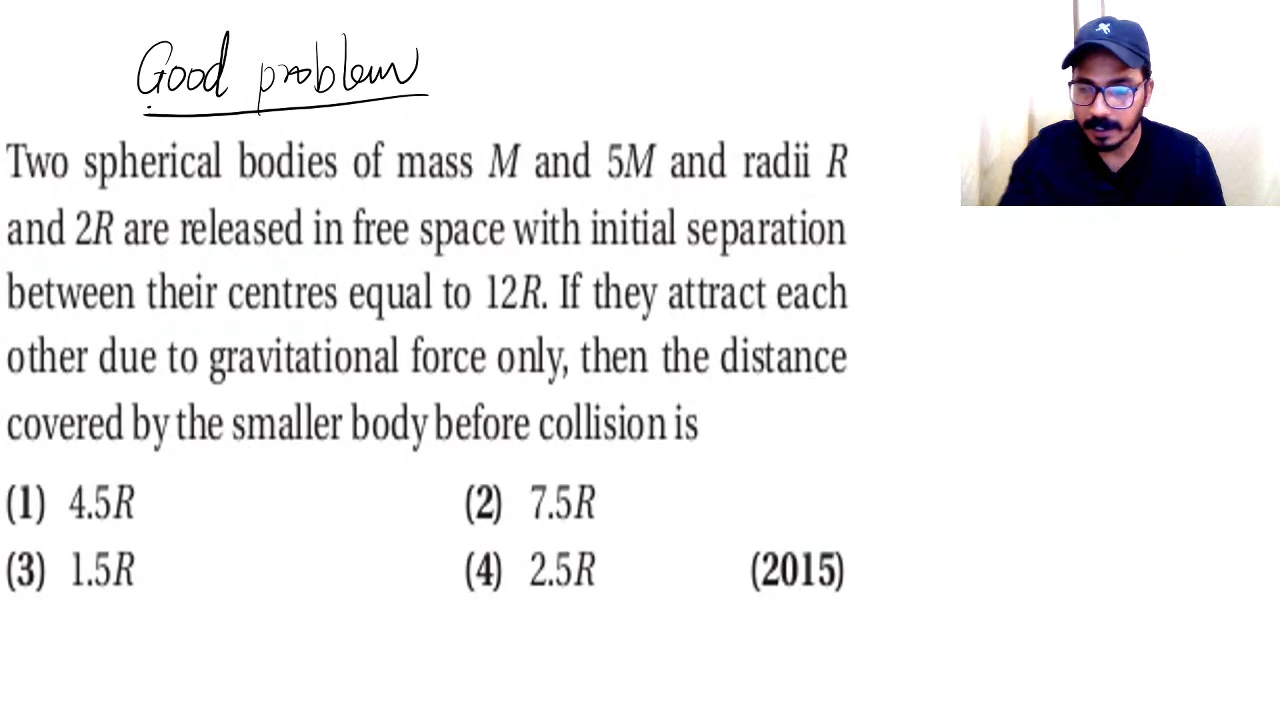 Good problem
Two spherical bodies of mass M and 5M and radii R
and 2R are released in free space with initial separation
between their centres equal to 12R. If they attract each
other due to gravitational force only, then the distance
covered by the smaller body before collision is
(1) 4.5R (2) 7.5R
(3) 1.5R (4) 2.5R (2015)